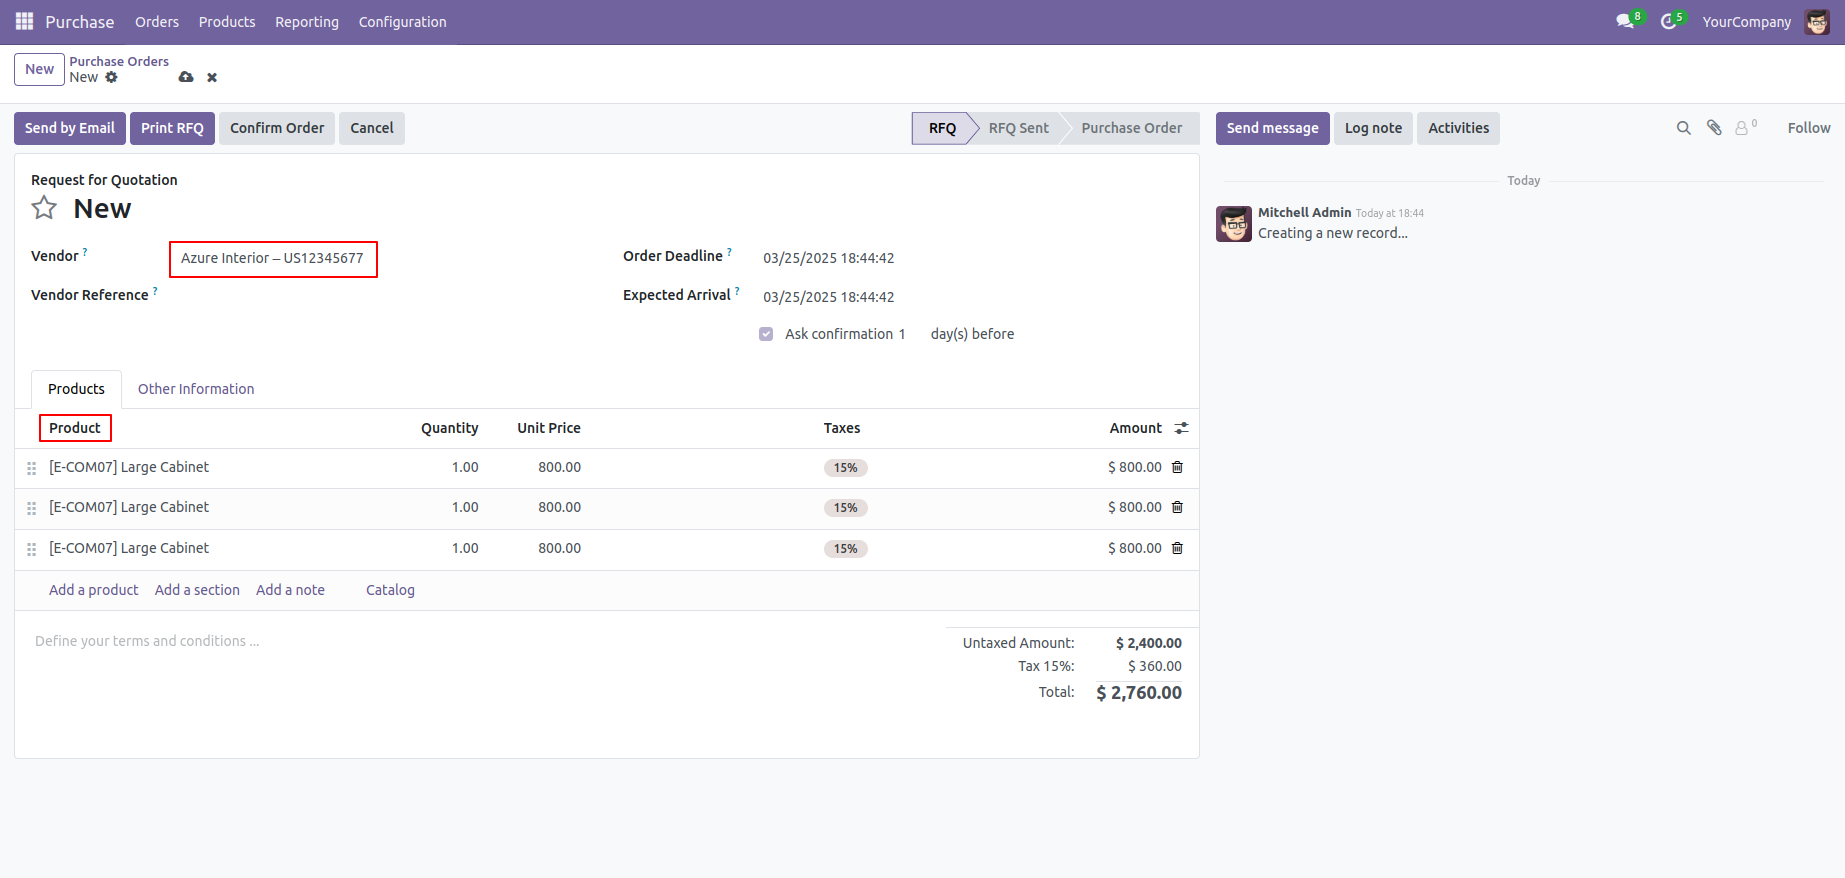 Purchase Orders Products Reporting Configuration 8 5 YourCompany
New Purchase Orders
New
Send by Email Print RFQ Confirm Order Cancel RFQ RFQ Sent Purchase Order Send message Log note Activities 0 Follow
Request for Quotation
New
Vendor ? Azure Interior – US12345677
Order Deadline ? 03/25/2025 18:44:42
Vendor Reference ?
Expected Arrival ? 03/25/2025 18:44:42
Ask confirmation 1 day(s) before
Today
Mitchell Admin Today at 18:44
Creating a new record...
Products Other Information
Product Quantity Unit Price Taxes Amount
[E-COM07] Large Cabinet 1.00 800.00 15% $ 800.00
[E-COM07] Large Cabinet 1.00 800.00 15% $ 800.00
[E-COM07] Large Cabinet 1.00 800.00 15% $ 800.00
Add a product Add a section Add a note Catalog
Define your terms and conditions ...
Untaxed Amount: $ 2,400.00
Tax 15%: $ 360.00
Total: $ 2,760.00